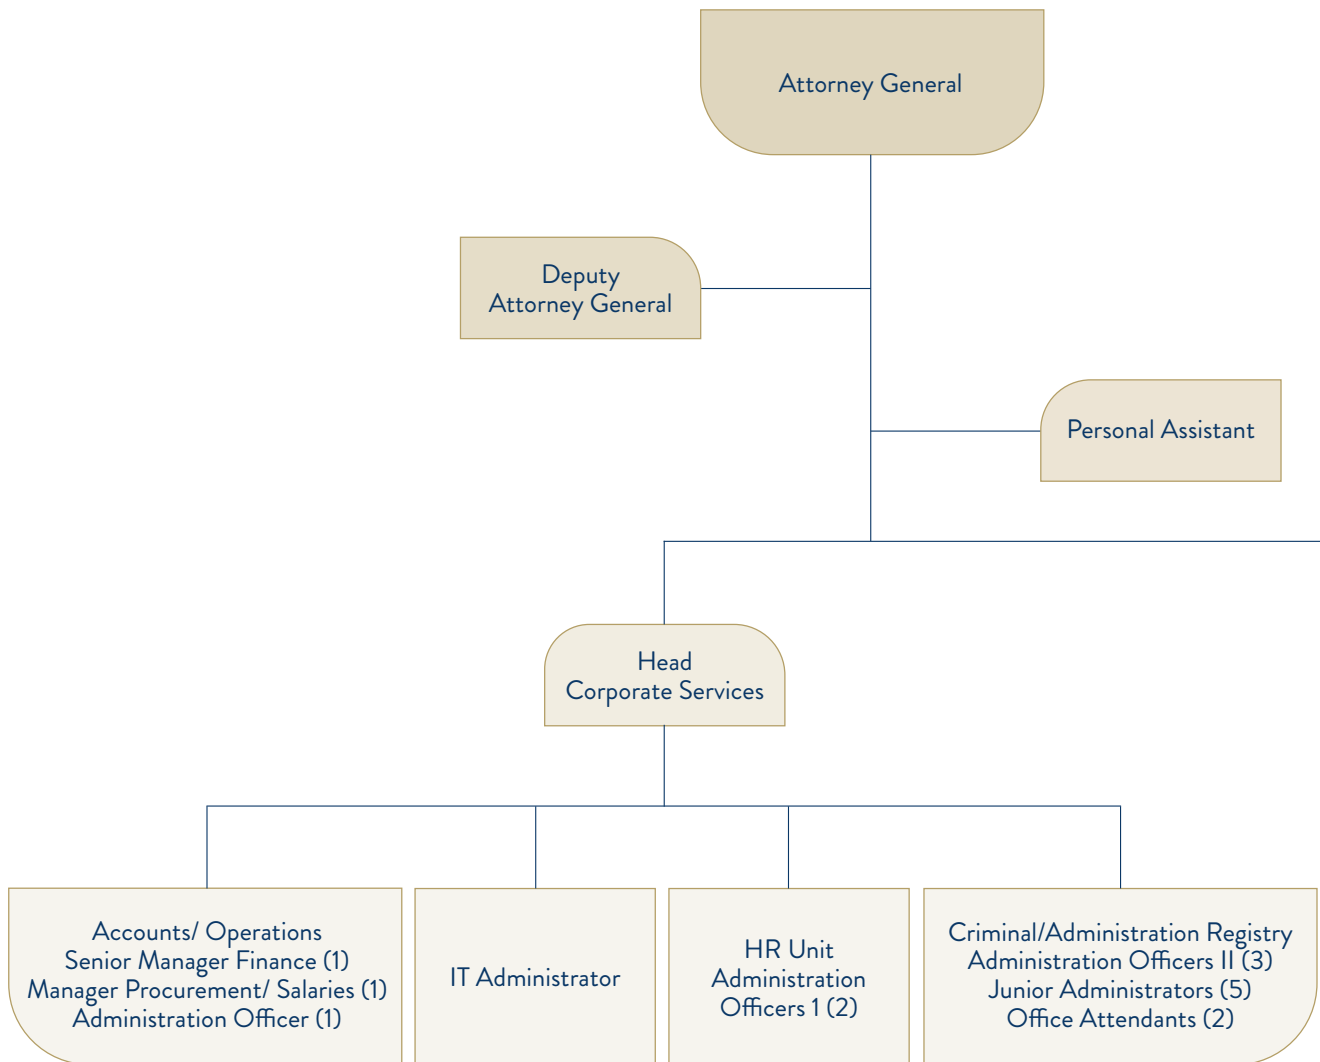 Attorney General
Deputy
Attorney General
Personal Assistant
Head
Corporate Services
Accounts/ Operations
Senior Manager Finance (1)
Manager Procurement/ Salaries (1)
Administration Officer (1)
IT Administrator
HR Unit
Administration
Officers 1 (2)
Criminal/Administration Registry
Administration Officers II (3)
Junior Administrators (5)
Office Attendants (2)